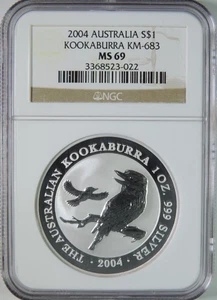 2004 AUSTRALIA S$1
KOOKABURRA KM-683
MS 69
3368523-022
NGC
THE AUSTRALIAN KOOKABURRA 1 OZ. 999 SILVER
· 2004 ·